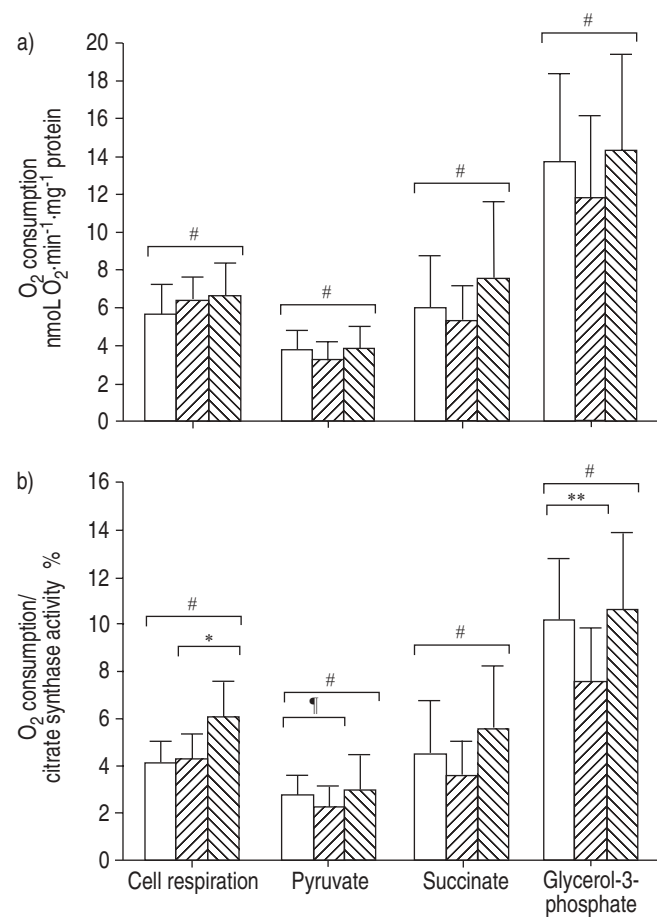 a)
O₂ consumption
nmoL O₂·min⁻¹·mg⁻¹ protein
20
18
16
14
12
10
8
6
4
2
0
#
#
#
#
b)
O₂ consumption/
citrate synthase activity %
16
14
12
10
8
6
4
2
0
#
*
#
¶
#
#
**
Cell respiration
Pyruvate
Succinate
Glycerol-3-
phosphate